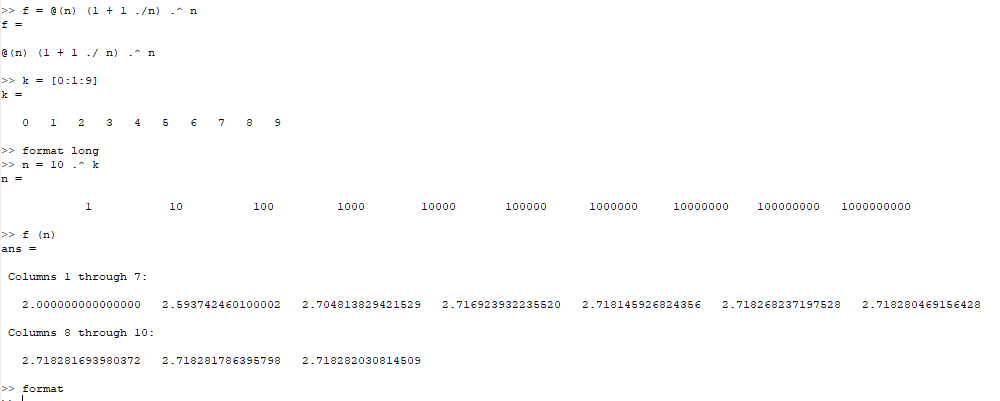 >> f = @(n) (1 + 1 ./n) .^ n
f =
@(n) (1 + 1 ./ n) .^ n
>> k = [0:1:9]
k =
0 1 2 3 4 5 6 7 8 9
>> format long
>> n = 10 .^ k
n =
1 10 100 1000 10000 100000 1000000 10000000 100000000 1000000000
>> f (n)
ans =
Columns 1 through 7:
2.000000000000000 2.593742460100002 2.704813829421529 2.716923932235520 2.718145926824356 2.718268237197528 2.718280469156428
Columns 8 through 10:
2.718281693980372 2.718281786395798 2.718282030814509
>> format
>>